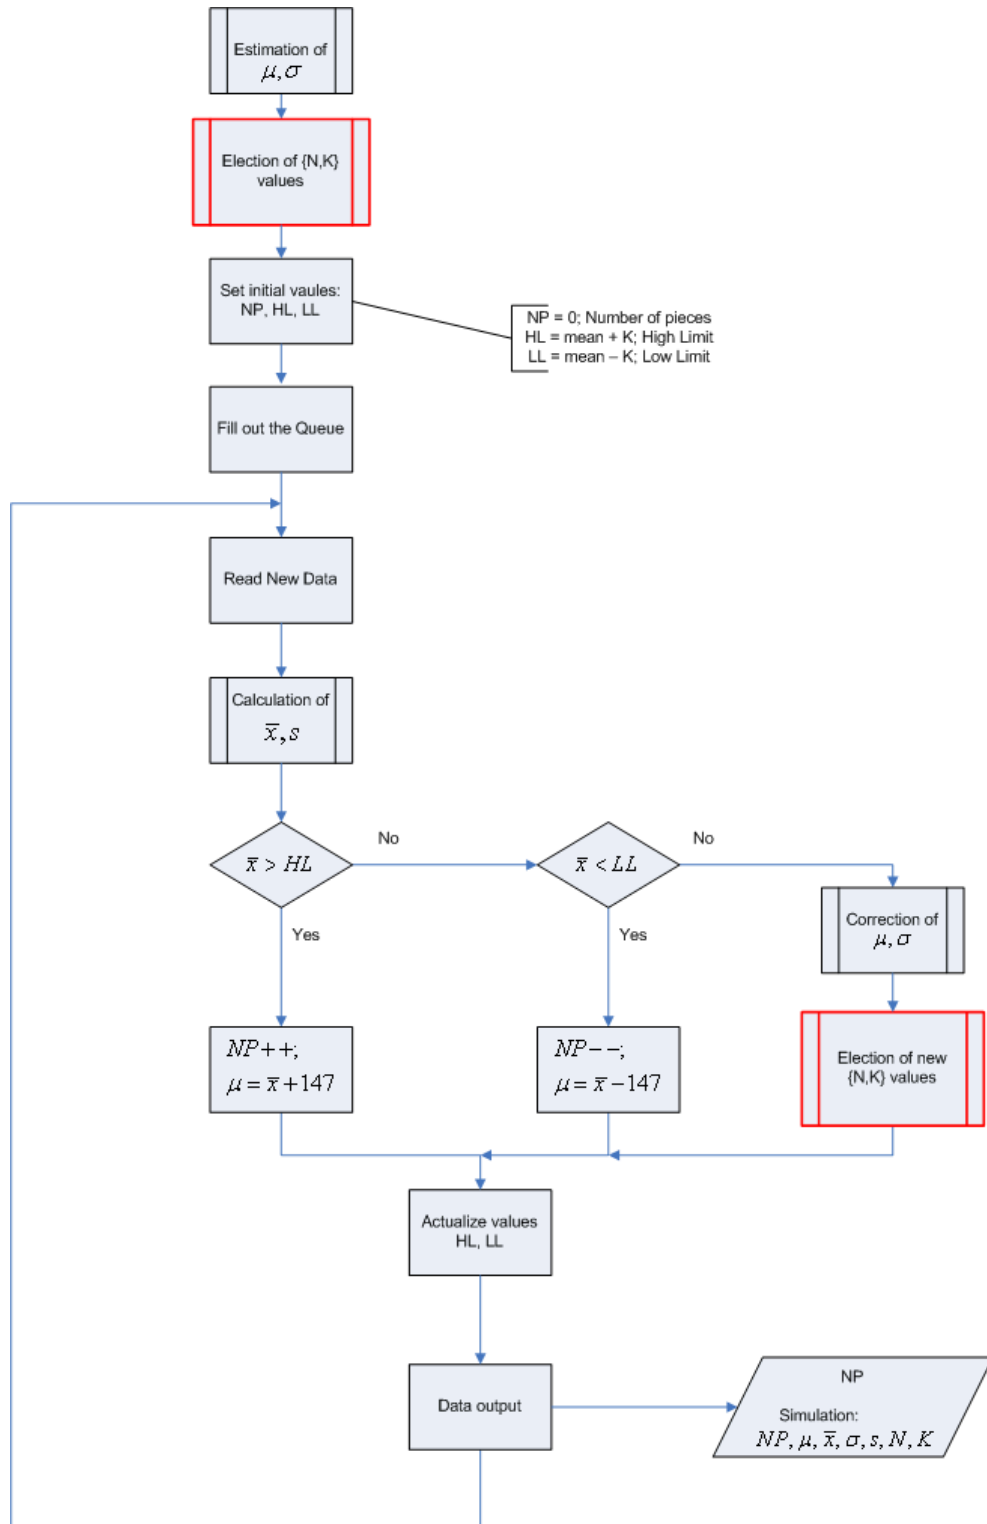 Estimation of
μ, σ
Election of {N,K}
values
Set initial vaules:
NP, HL, LL
NP = 0; Number of pieces
HL = mean + K; High Limit
LL = mean – K; Low Limit
Fill out the Queue
Read New Data
Calculation of
x̅, s
x̅ > HL
No
x̅ < LL
No
Yes
Yes
Correction of
μ, σ
NP++;
μ = x̅ + 147
NP−−;
μ = x̅ − 147
Election of new
{N,K} values
Actualize values
HL, LL
Data output
NP
Simulation:
NP, μ, x̅, σ, s, N, K